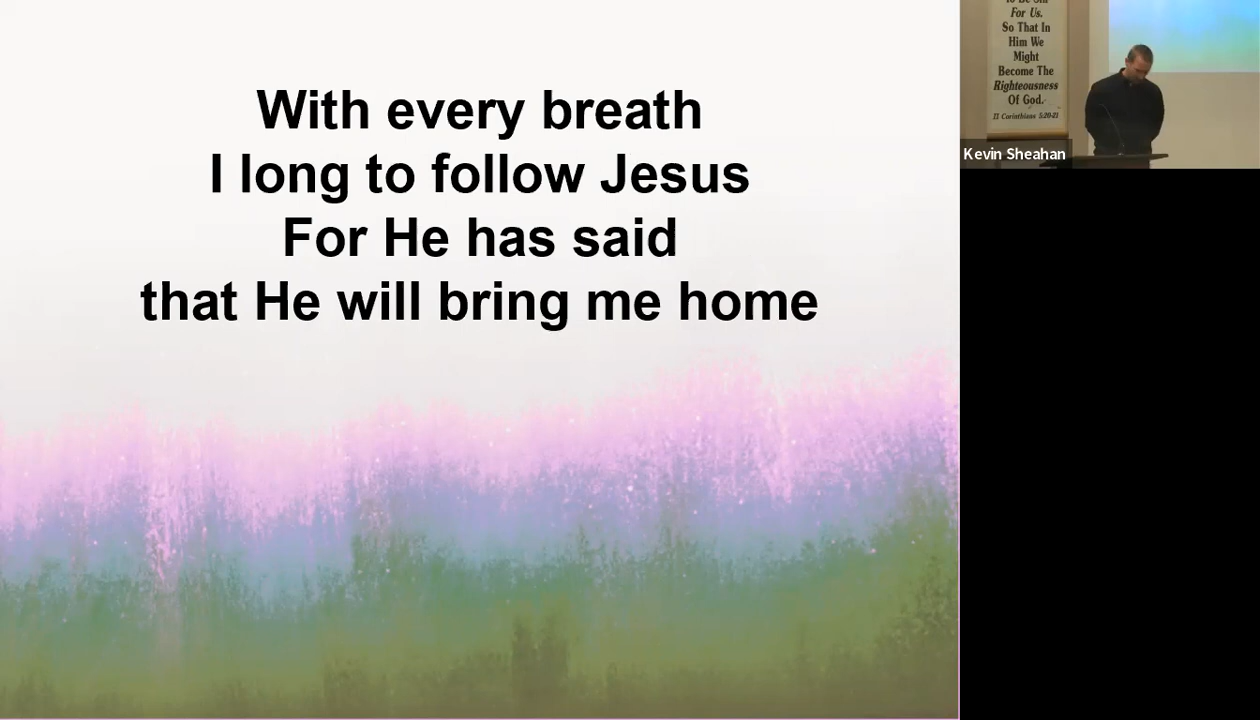 With every breath
I long to follow Jesus
For He has said
that He will bring me home
For Us.
So That In
Him We
Might
Become The
Righteousness
Of God.
II Corinthians 5:20-21
Kevin Sheahan